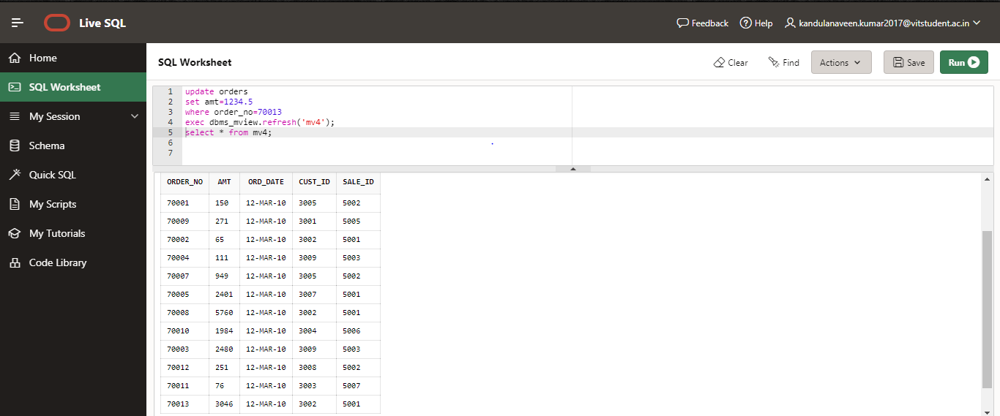 Live SQL
Feedback Help kandulanaveen.kumar2017@vitstudent.ac.in
Home
SQL Worksheet
My Session
Schema
Quick SQL
My Scripts
My Tutorials
Code Library
SQL Worksheet
Clear Find Actions Save Run
1 update orders
2 set amt=1234.5
3 where order_no=70013
4 exec dbms_mview.refresh('mv4');
5 select * from mv4;
6
7
ORDER_NO AMT ORD_DATE CUST_ID SALE_ID
70001 150 12-MAR-10 3005 5002
70009 271 12-MAR-10 3001 5005
70002 65 12-MAR-10 3002 5001
70004 111 12-MAR-10 3009 5003
70007 949 12-MAR-10 3005 5002
70005 2401 12-MAR-10 3007 5001
70008 5760 12-MAR-10 3002 5001
70010 1984 12-MAR-10 3004 5006
70003 2480 12-MAR-10 3009 5003
70012 251 12-MAR-10 3008 5002
70011 76 12-MAR-10 3003 5007
70013 3046 12-MAR-10 3002 5001